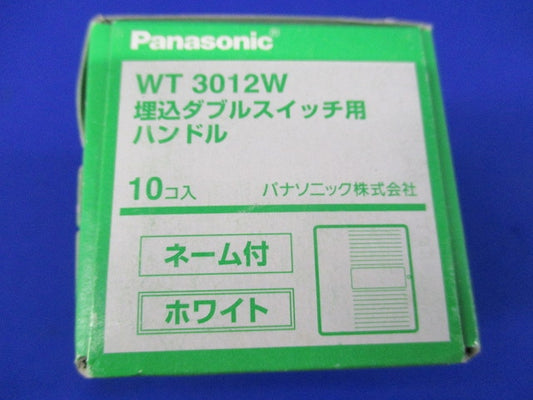 Panasonic®
WT 3012W
埋込ダブルスイッチ用
ハンドル
10コ入
パナソニック株式会社
ネーム付
ホワイト